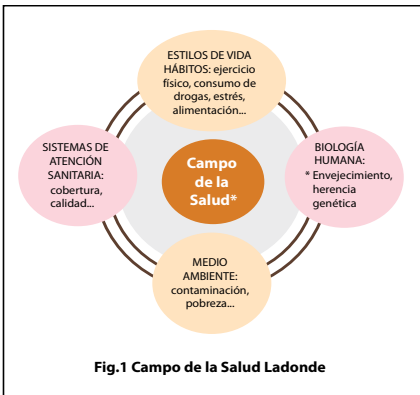 ESTILOS DE VIDA
HÁBITOS: ejercicio
físico, consumo de
drogas, estrés,
alimentación...
SISTEMAS DE
ATENCIÓN
SANITARIA:
cobertura,
calidad...
Campo
de la
Salud*
BIOLOGÍA
HUMANA:
* Envejecimiento,
herencia
genética
MEDIO
AMBIENTE:
contaminación,
pobreza...
Fig.1 Campo de la Salud Ladonde